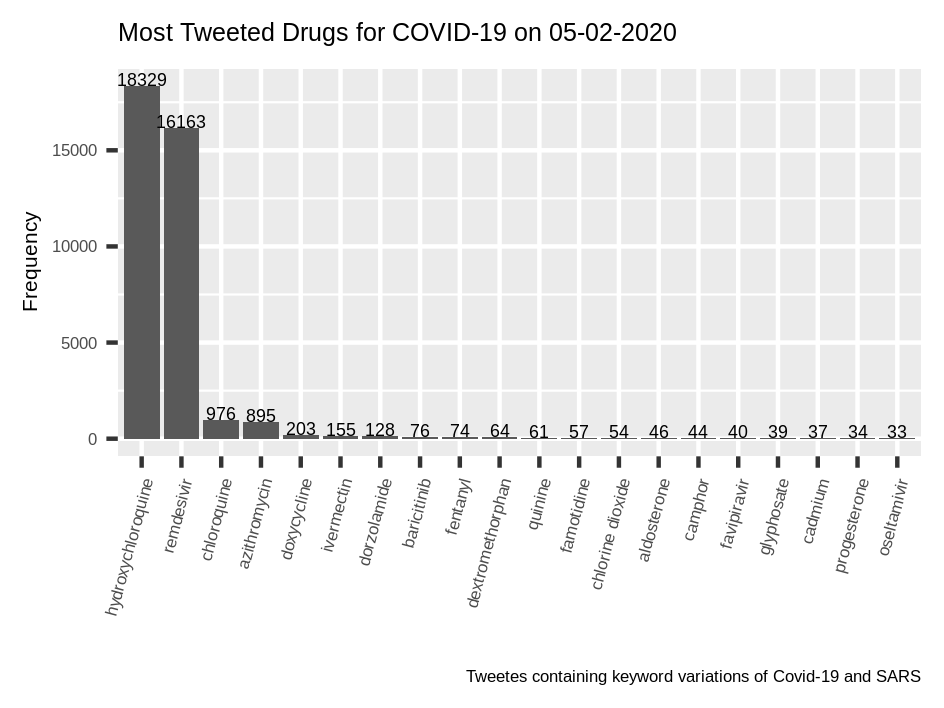 Most Tweeted Drugs for COVID-19 on 05-02-2020
Frequency
15000
10000
5000
0
18329
16163
976
895
203
155
128
76
74
64
61
57
54
46
44
40
39
37
34
33
hydroxychloroquine
remdesivir
chloroquine
azithromycin
doxycycline
ivermectin
dorzolamide
baricitinib
fentanyl
dextromethorphan
quinine
famotidine
chlorine dioxide
aldosterone
camphor
favipiravir
glyphosate
cadmium
progesterone
oseltamivir
Tweetes containing keyword variations of Covid-19 and SARS